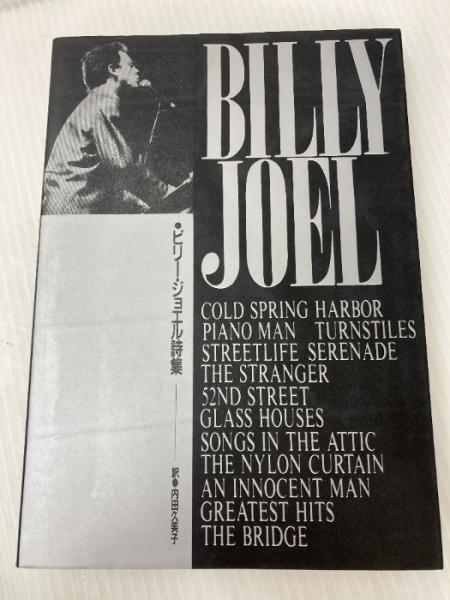 BILLY
JOEL
COLD SPRING HARBOR
PIANO MAN TURNSTILES
STREETLIFE SERENADE
THE STRANGER
52ND STREET
GLASS HOUSES
SONGS IN THE ATTIC
THE NYLON CURTAIN
AN INNOCENT MAN
GREATEST HITS
THE BRIDGE
●ビリー・ジョエル詩集
訳●内田久美子